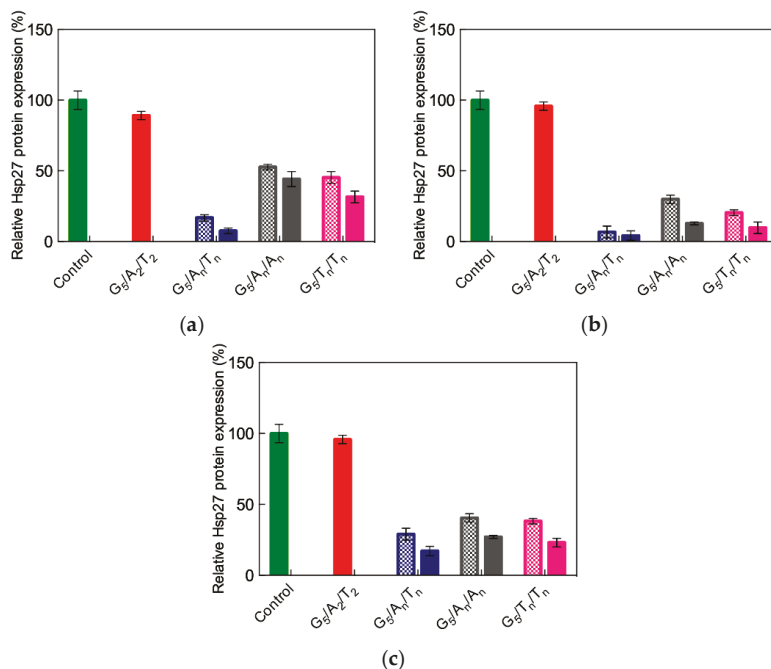 Relative Hsp27 protein expression (%)
150
100
50
0
Control
G5/A2/T2
G5/An/Tn
G5/An/An
G5/Tn/Tn
(a)
Relative Hsp27 protein expression (%)
150
100
50
0
Control
G5/A2/T2
G5/An/Tn
G5/An/An
G5/Tn/Tn
(b)
Relative Hsp27 protein expression (%)
150
100
50
0
Control
G5/A2/T2
G5/An/Tn
G5/An/An
G5/Tn/Tn
(c)